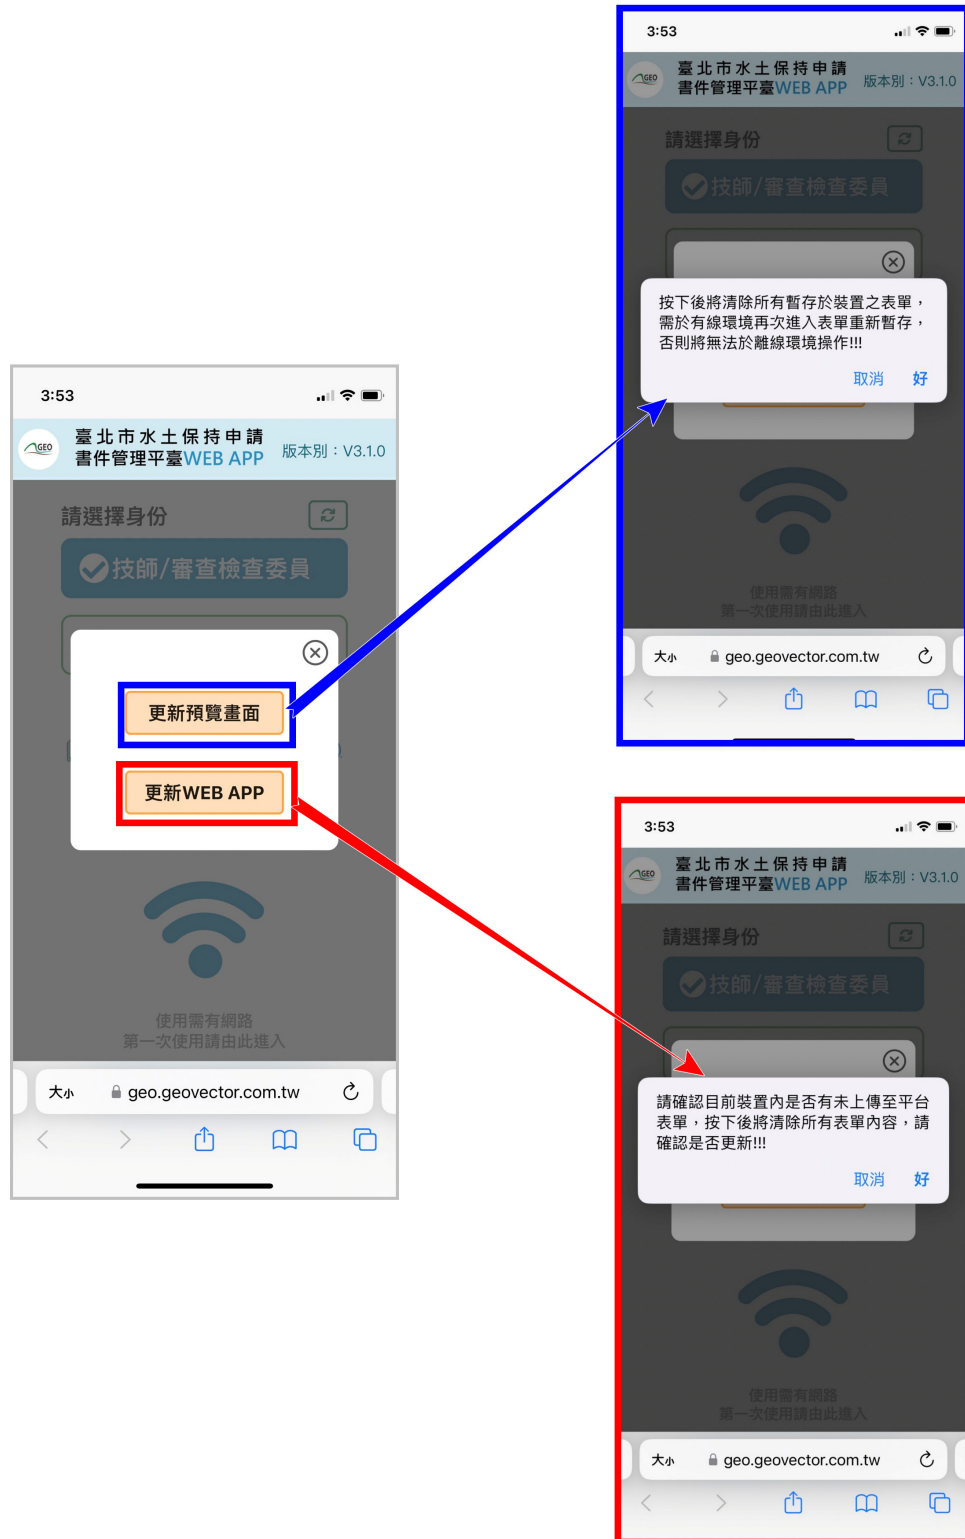 3:53
GEO
臺北市水土保持申請
書件管理平臺WEB APP
版本別：V3.1.0
請選擇身份
技師/審查檢查委員
更新預覽畫面
更新WEB APP
使用需有網路
第一次使用請由此進入
大小
geo.geovector.com.tw
3:53
GEO
臺北市水土保持申請
書件管理平臺WEB APP
版本別：V3.1.0
請選擇身份
技師/審查檢查委員
按下後將清除所有暫存於裝置之表單，
需於有線環境再次進入表單重新暫存，
否則將無法於離線環境操作!!!
取消
好
使用需有網路
第一次使用請由此進入
大小
geo.geovector.com.tw
3:53
GEO
臺北市水土保持申請
書件管理平臺WEB APP
版本別：V3.1.0
請選擇身份
技師/審查檢查委員
請確認目前裝置內是否有未上傳至平台
表單，按下後將清除所有表單內容，請
確認是否更新!!!
取消
好
使用需有網路
第一次使用請由此進入
大小
geo.geovector.com.tw